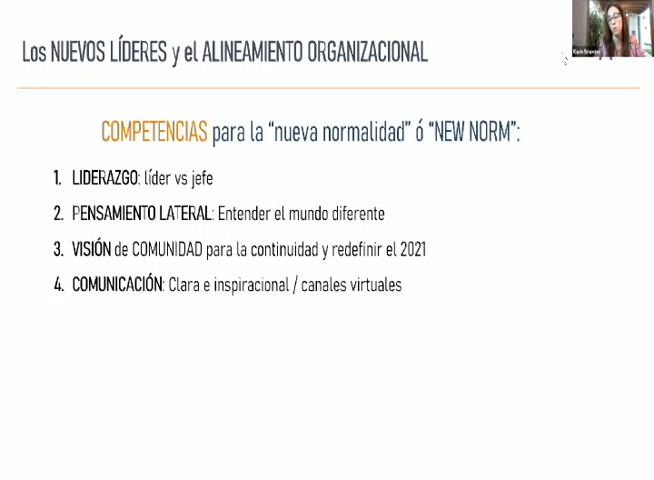 Los NUEVOS LÍDERES y el ALINEAMIENTO ORGANIZACIONAL
COMPETENCIAS para la “nueva normalidad” ó “NEW NORM”:
1. LIDERAZGO: líder vs jefe
2. PENSAMIENTO LATERAL: Entender el mundo diferente
3. VISIÓN de COMUNIDAD para la continuidad y redefinir el 2021
4. COMUNICACIÓN: Clara e inspiracional / canales virtuales